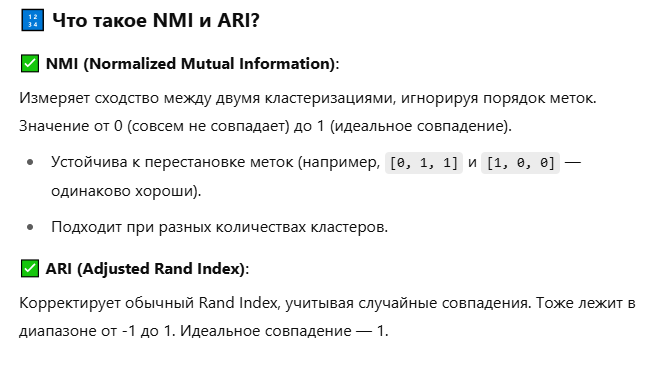 🔢 Что такое NMI и ARI?
✅ NMI (Normalized Mutual Information):
Измеряет сходство между двумя кластеризациями, игнорируя порядок меток.
Значение от 0 (совсем не совпадает) до 1 (идеальное совпадение).
• Устойчива к перестановке меток (например, [0, 1, 1] и [1, 0, 0] —
одинаково хороши).
• Подходит при разных количествах кластеров.
✅ ARI (Adjusted Rand Index):
Корректирует обычный Rand Index, учитывая случайные совпадения. Тоже лежит в
диапазоне от -1 до 1. Идеальное совпадение — 1.